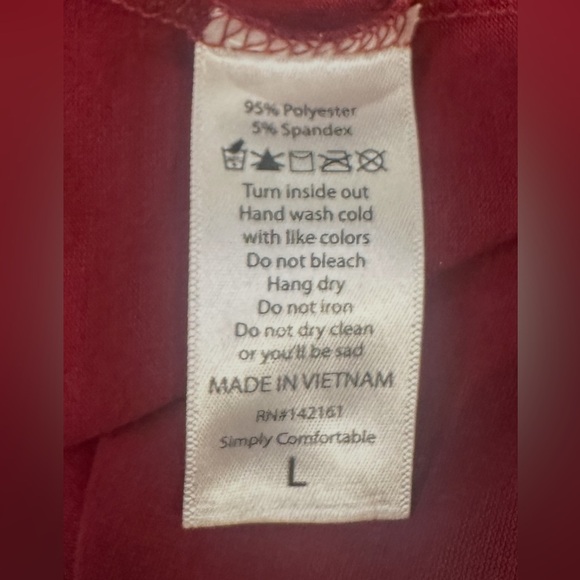 95% Polyester
5% Spandex
Turn inside out
Hand wash cold
with like colors
Do not bleach
Hang dry
Do not iron
Do not dry clean
or you'll be sad
MADE IN VIETNAM
RN#142161
Simply Comfortable
L